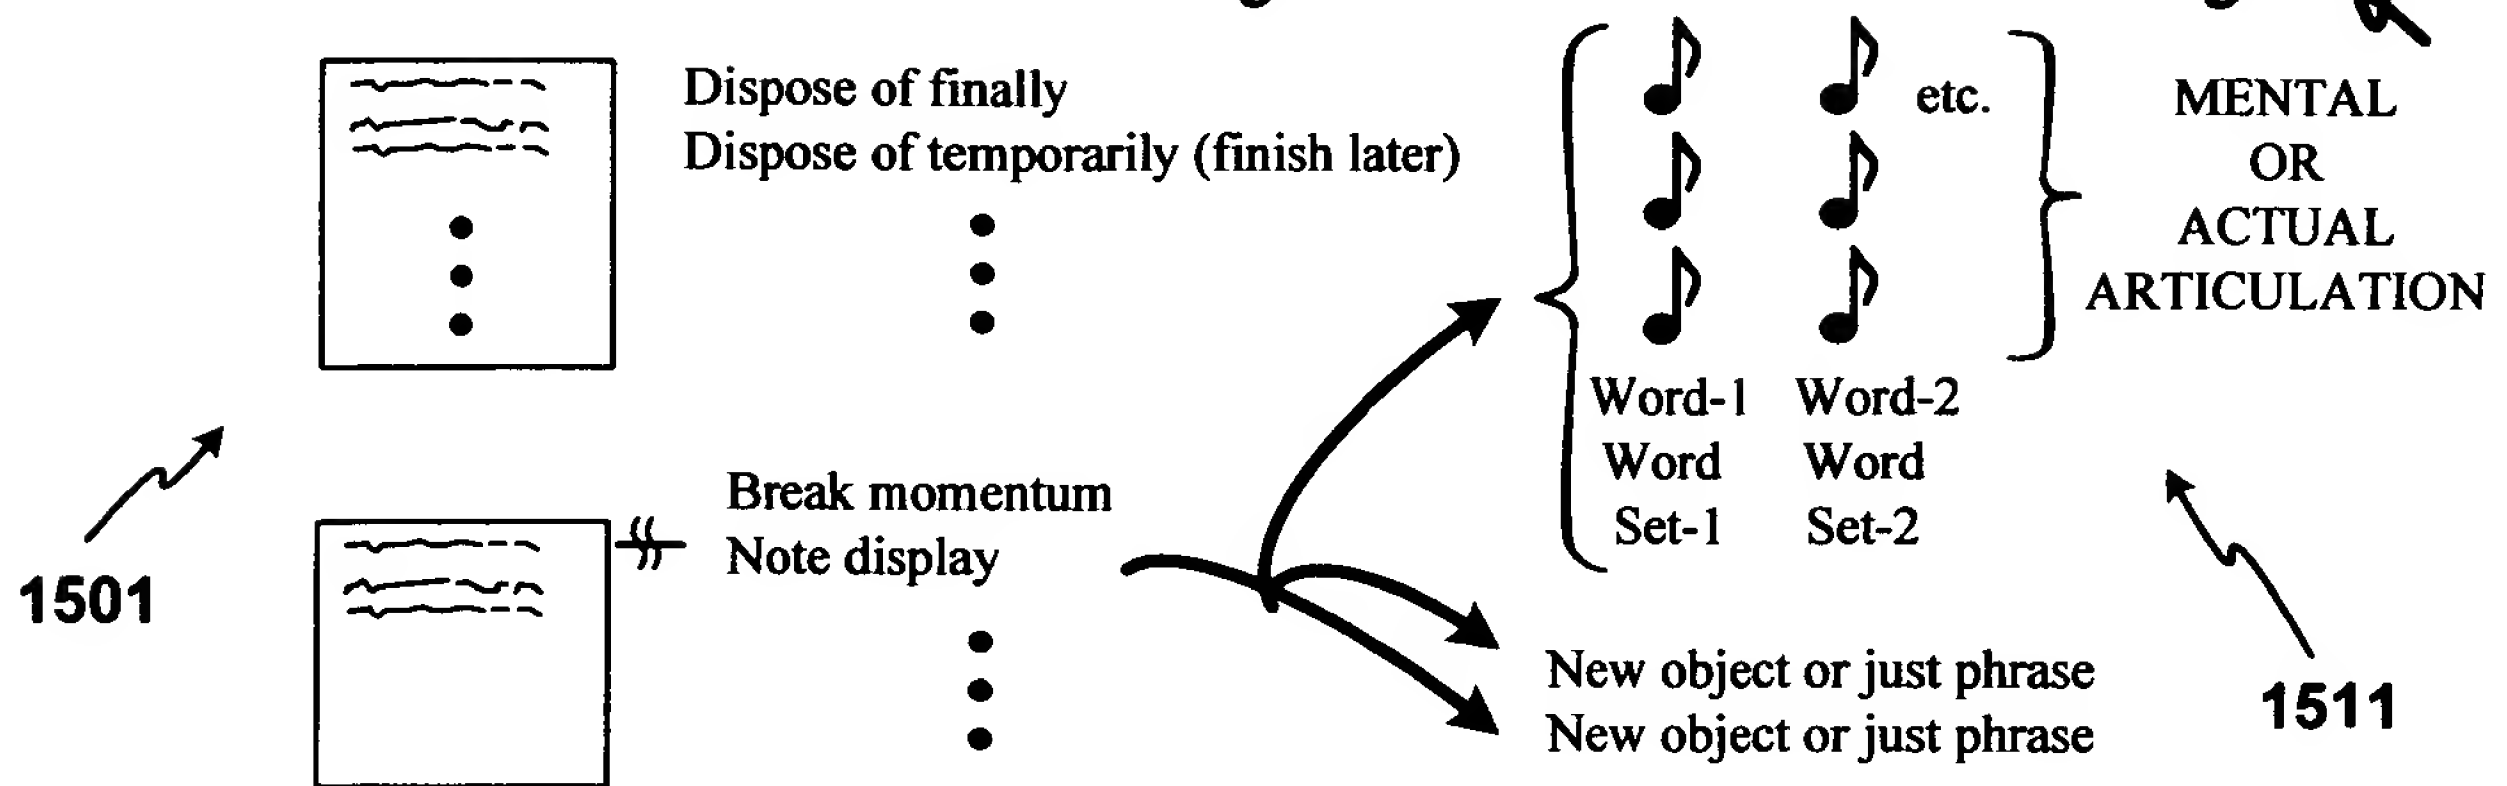 Dispose of finally
Dispose of temporarily (finish later)
etc.
MENTAL
OR
ACTUAL
ARTICULATION
Word-1 Word-2
Word Word
Set-1 Set-2
Break momentum
Note display
1501
New object or just phrase
New object or just phrase
1511